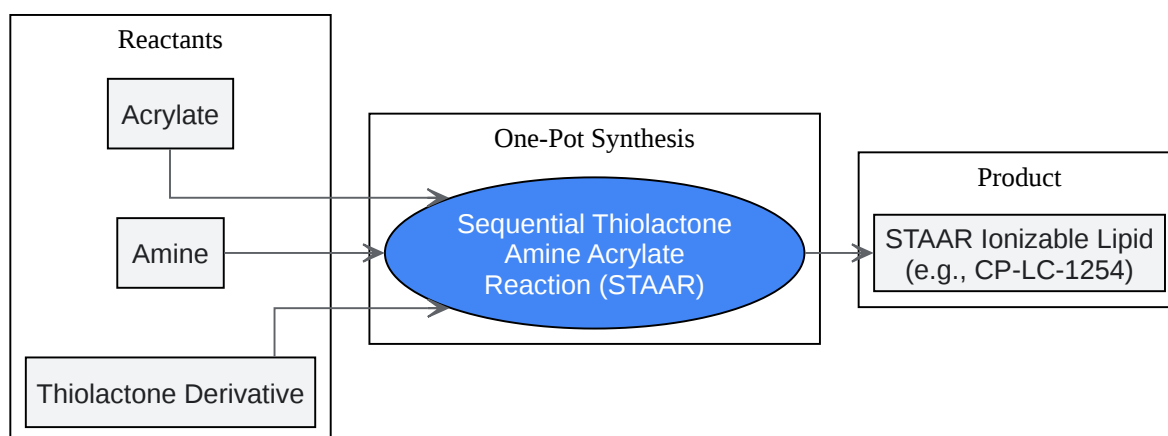 Reactants
Acrylate
Amine
Thiolactone Derivative
One-Pot Synthesis
Sequential Thiolactone
Amine Acrylate
Reaction (STAAR)
Product
STAAR Ionizable Lipid
(e.g., CP-LC-1254)